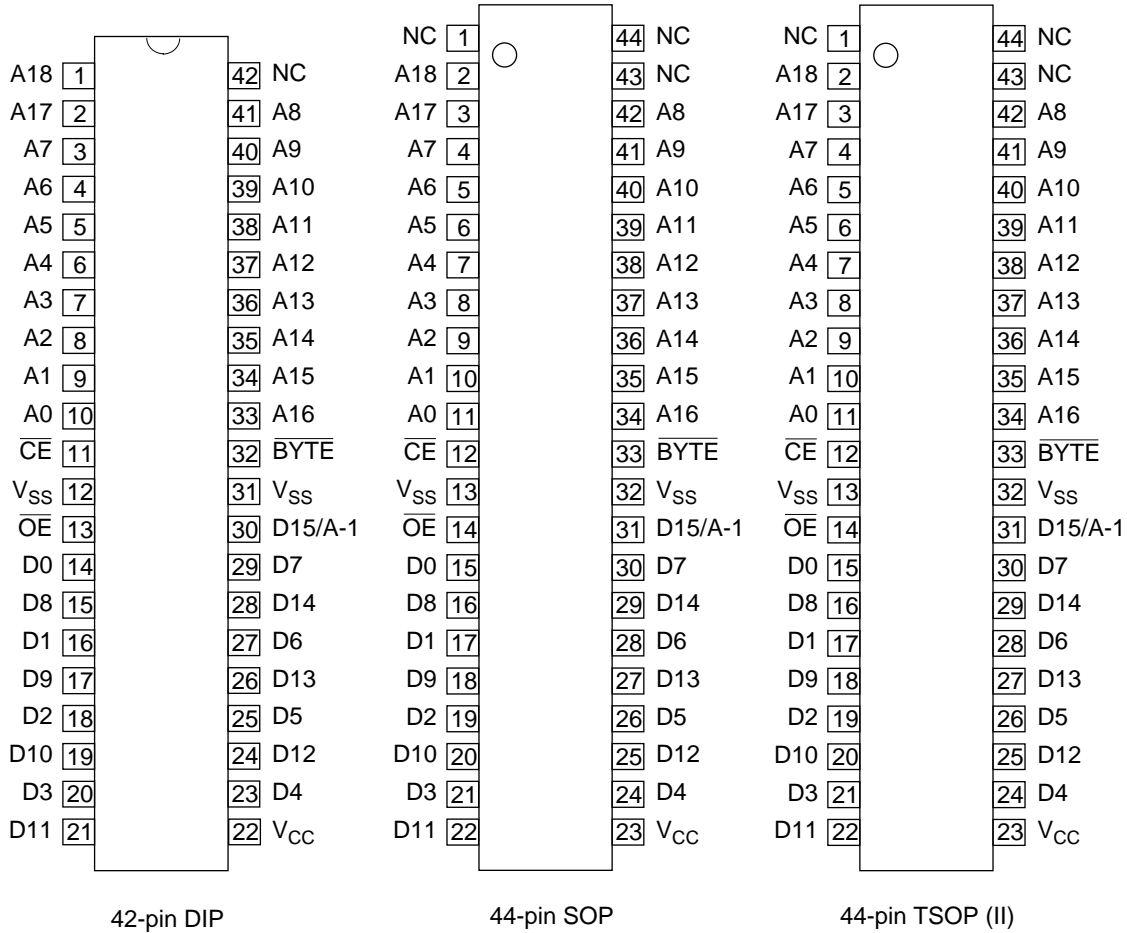 NC 1 44 NC NC 1 44 NC
A18 1 42 NC A18 2 43 NC A18 2 43 NC
A17 2 41 A8 A17 3 42 A8 A17 3 42 A8
A7 3 40 A9 A7 4 41 A9 A7 4 41 A9
A6 4 39 A10 A6 5 40 A10 A6 5 40 A10
A5 5 38 A11 A5 6 39 A11 A5 6 39 A11
A4 6 37 A12 A4 7 38 A12 A4 7 38 A12
A3 7 36 A13 A3 8 37 A13 A3 8 37 A13
A2 8 35 A14 A2 9 36 A14 A2 9 36 A14
A1 9 34 A15 A1 10 35 A15 A1 10 35 A15
A0 10 33 A16 A0 11 34 A16 A0 11 34 A16
CE 11 32 BYTE CE 12 33 BYTE CE 12 33 BYTE
VSS 12 31 VSS VSS 13 32 VSS VSS 13 32 VSS
OE 13 30 D15/A-1 OE 14 31 D15/A-1 OE 14 31 D15/A-1
D0 14 29 D7 D0 15 30 D7 D0 15 30 D7
D8 15 28 D14 D8 16 29 D14 D8 16 29 D14
D1 16 27 D6 D1 17 28 D6 D1 17 28 D6
D9 17 26 D13 D9 18 27 D13 D9 18 27 D13
D2 18 25 D5 D2 19 26 D5 D2 19 26 D5
D10 19 24 D12 D10 20 25 D12 D10 20 25 D12
D3 20 23 D4 D3 21 24 D4 D3 21 24 D4
D11 21 22 VCC D11 22 23 VCC D11 22 23 VCC
42-pin DIP 44-pin SOP 44-pin TSOP (II)